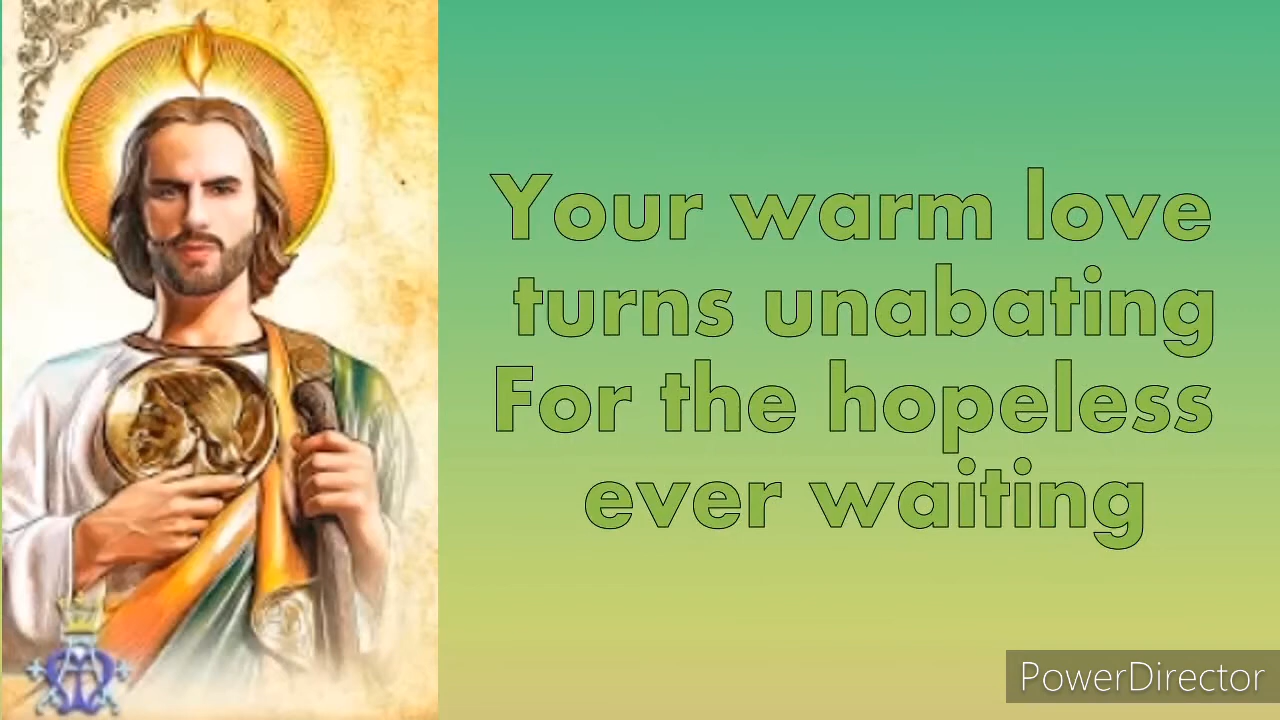 Your warm love
turns unabating
For the hopeless
ever waiting
PowerDirector